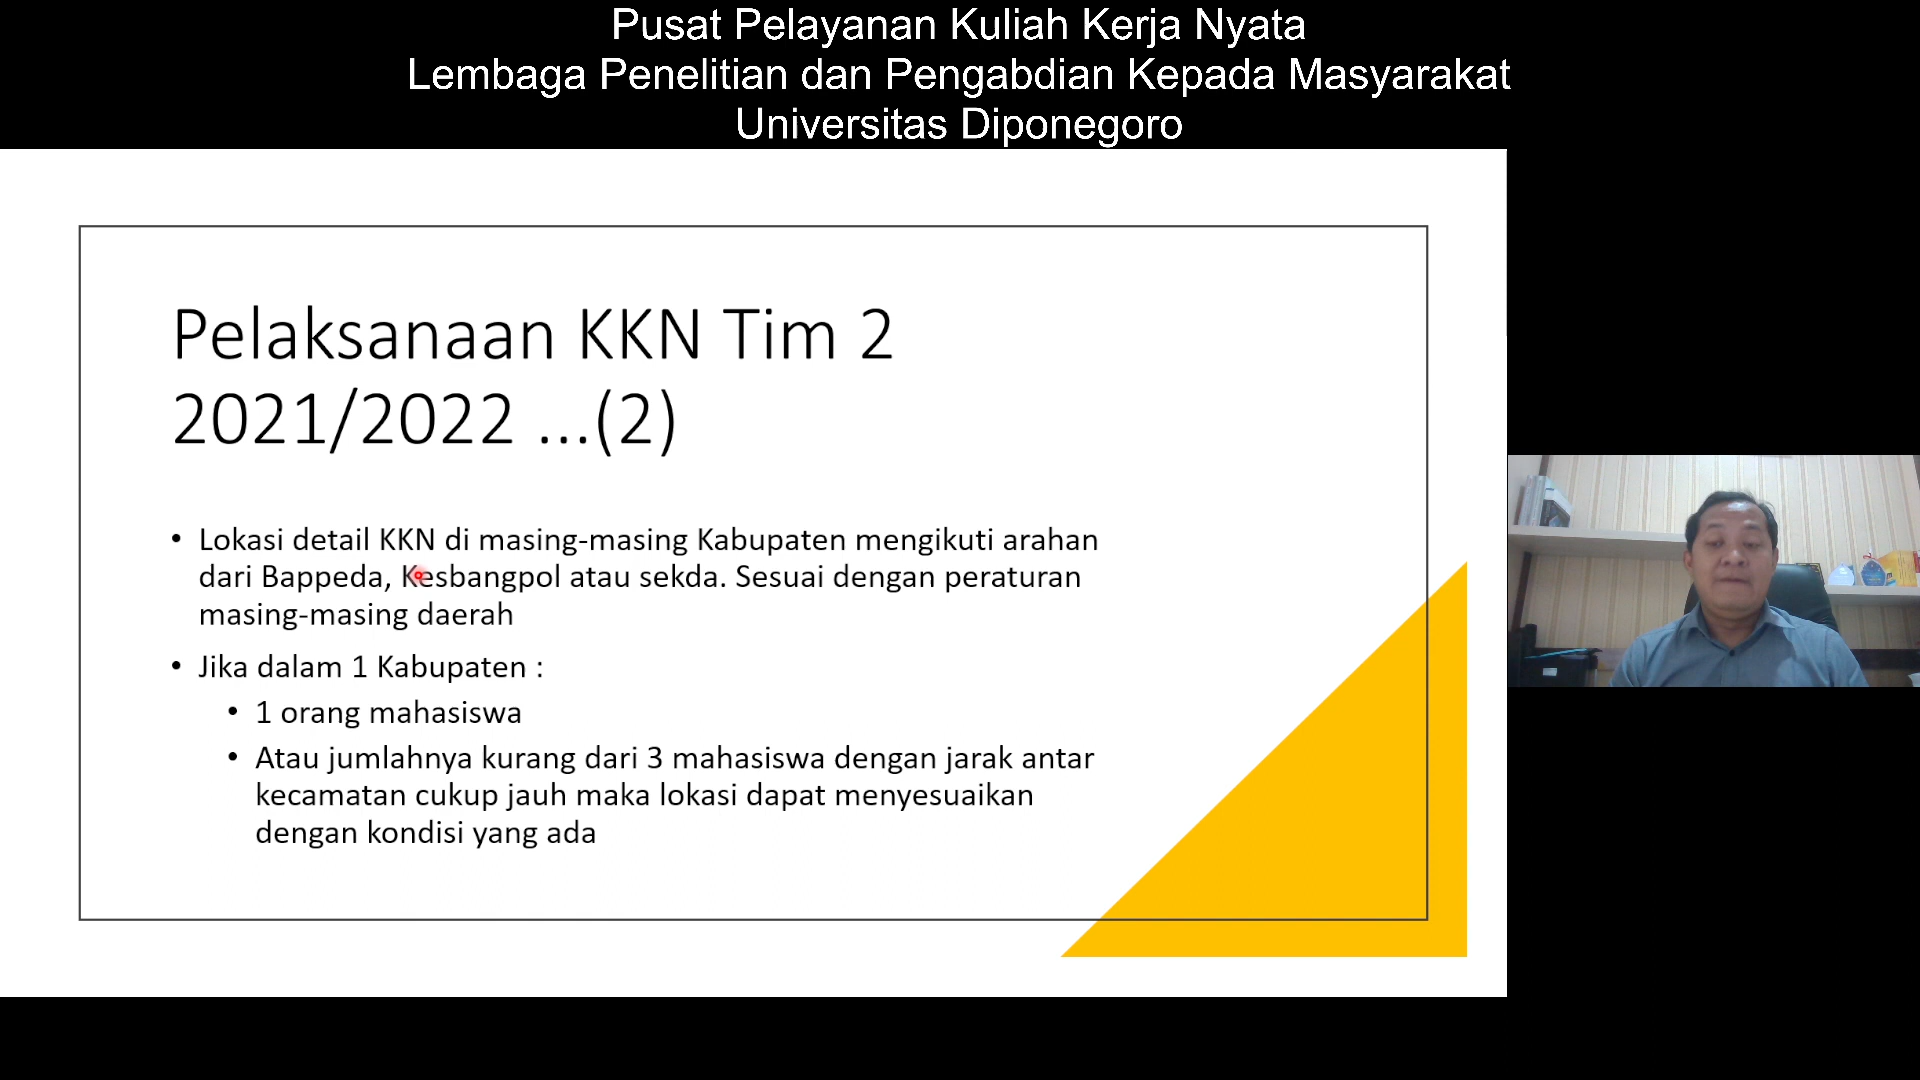 Pusat Pelayanan Kuliah Kerja Nyata
Lembaga Penelitian dan Pengabdian Kepada Masyarakat
Universitas Diponegoro
Pelaksanaan KKN Tim 2
2021/2022 ...(2)
• Lokasi detail KKN di masing-masing Kabupaten mengikuti arahan
dari Bappeda, Kesbangpol atau sekda. Sesuai dengan peraturan
masing-masing daerah
• Jika dalam 1 Kabupaten :
• 1 orang mahasiswa
• Atau jumlahnya kurang dari 3 mahasiswa dengan jarak antar
kecamatan cukup jauh maka lokasi dapat menyesuaikan
dengan kondisi yang ada